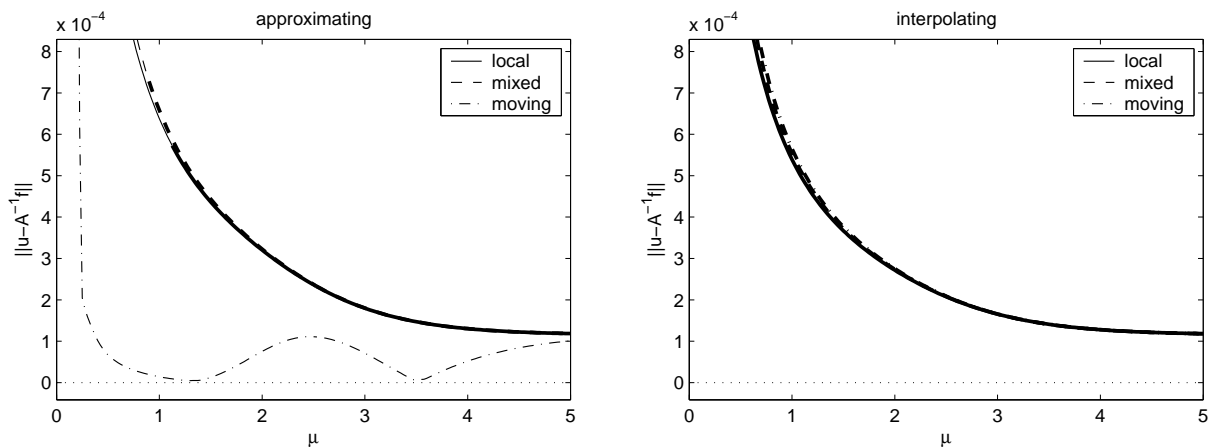 approximating
x 10⁻⁴
8
7
6
5
4
3
2
1
0
||u−A⁻¹f||
0 1 2 3 4 5
μ
local
mixed
moving
interpolating
x 10⁻⁴
8
7
6
5
4
3
2
1
0
||u−A⁻¹f||
0 1 2 3 4 5
μ
local
mixed
moving